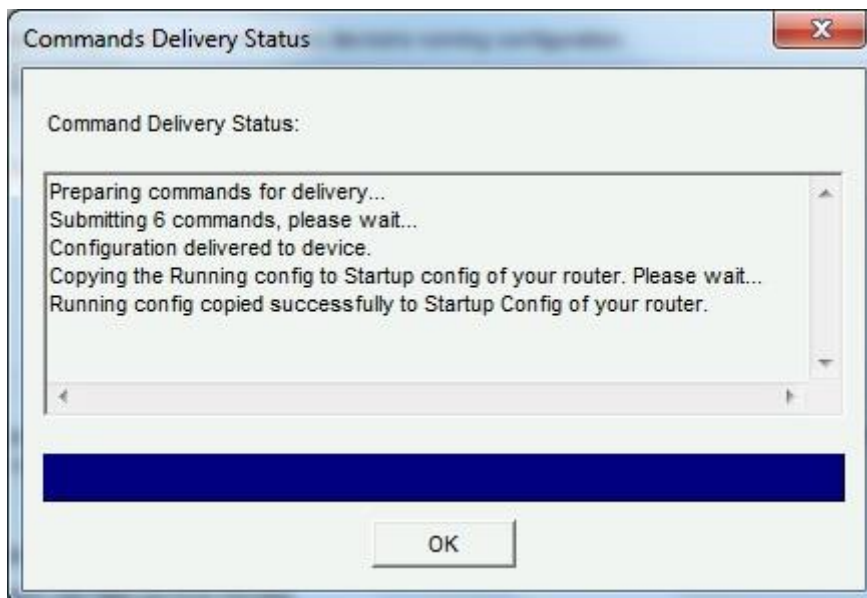 Commands Delivery Status
Command Delivery Status:
Preparing commands for delivery...
Submitting 6 commands, please wait...
Configuration delivered to device.
Copying the Running config to Startup config of your router. Please wait...
Running config copied successfully to Startup Config of your router.
OK